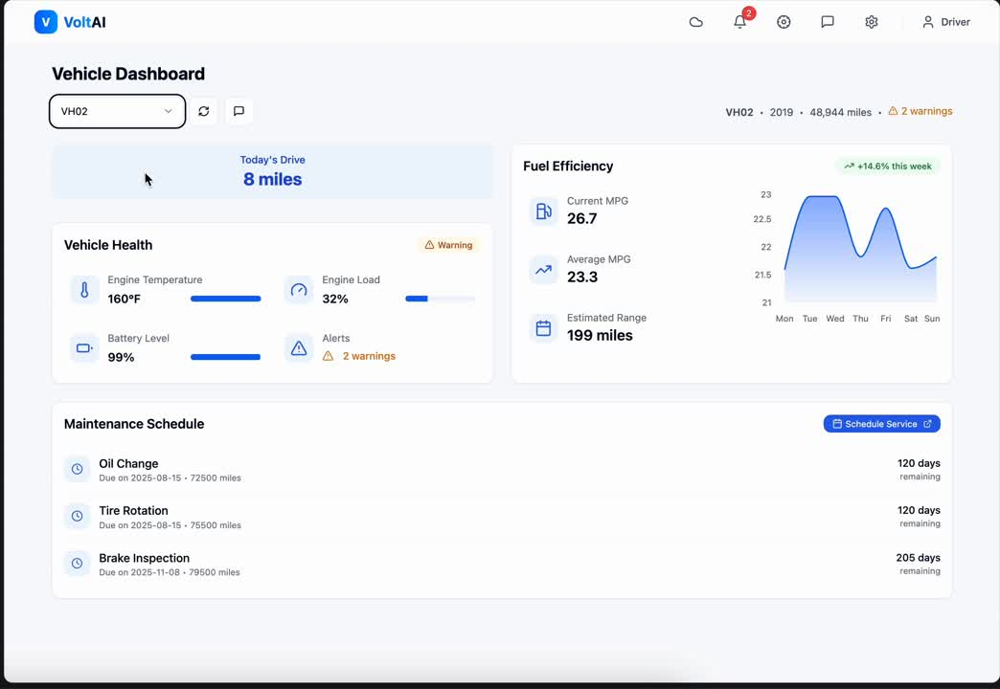 V VoltAI
2
Driver
Vehicle Dashboard
VH02
VH02 • 2019 • 48,944 miles • 2 warnings
Today's Drive
8 miles
Vehicle Health
Warning
Engine Temperature
160°F
Engine Load
32%
Battery Level
99%
Alerts
2 warnings
Fuel Efficiency
+14.6% this week
Current MPG
26.7
Average MPG
23.3
Estimated Range
199 miles
23
22.5
22
21.5
21
Mon Tue Wed Thu Fri Sat Sun
Maintenance Schedule
Schedule Service
Oil Change
Due on 2025-08-15 • 72500 miles
120 days
remaining
Tire Rotation
Due on 2025-08-15 • 75500 miles
120 days
remaining
Brake Inspection
Due on 2025-11-08 • 79500 miles
205 days
remaining